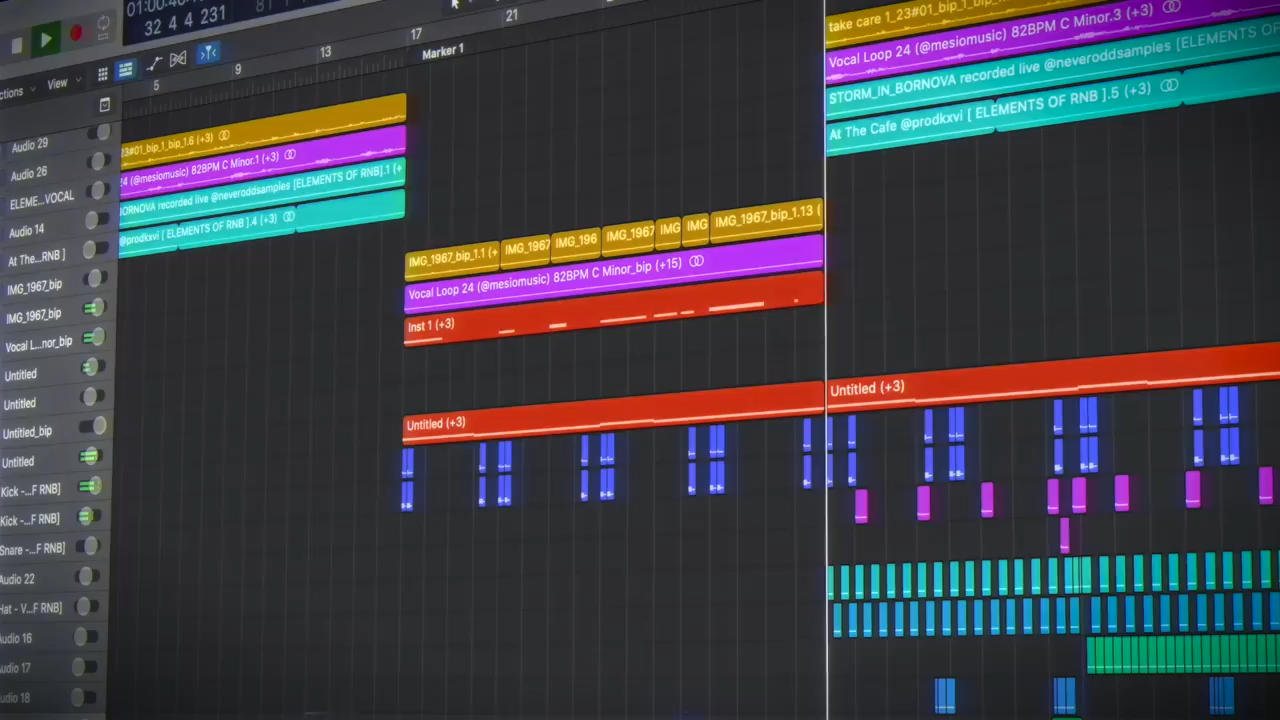 32 4 4 231
View
5
9
13
17
21
Marker 1
take care 1_23#01_bip_1_bip_1
Vocal Loop 24 (@mesiomusic) 82BPM C Minor.3 (+3)
STORM_IN_BORNOVA recorded live @neveroddsamples [ELEMENTS OF
At The Cafe @prodkxvi [ ELEMENTS OF RNB ].5 (+3)
23#01_bip_1_bip_1.6 (+3)
24 (@mesiomusic) 82BPM C Minor.1 (+3)
BORNOVA recorded live @neveroddsamples [ELEMENTS OF RNB].1 (+
@prodkxvi [ ELEMENTS OF RNB ].4 (+3)
IMG_1967_bip_1.1 (+
IMG_1967
IMG_196
IMG_1967
IMG
IMG
IMG_1967_bip_1.13 (
Vocal Loop 24 (@mesiomusic) 82BPM C Minor_bip (+15)
Inst 1 (+3)
Untitled (+3)
Untitled (+3)
Audio 29
Audio 26
ELEME...VOCAL
Audio 14
At The...RNB ]
IMG_1967_bip
IMG_1967_bip
Vocal L...nor_bip
Untitled
Untitled
Untitled_bip
Untitled
Kick -...F RNB]
Kick -...F RNB]
Snare -...F RNB]
Audio 22
Hat - V...F RNB]
Audio 16
Audio 17
Audio 18